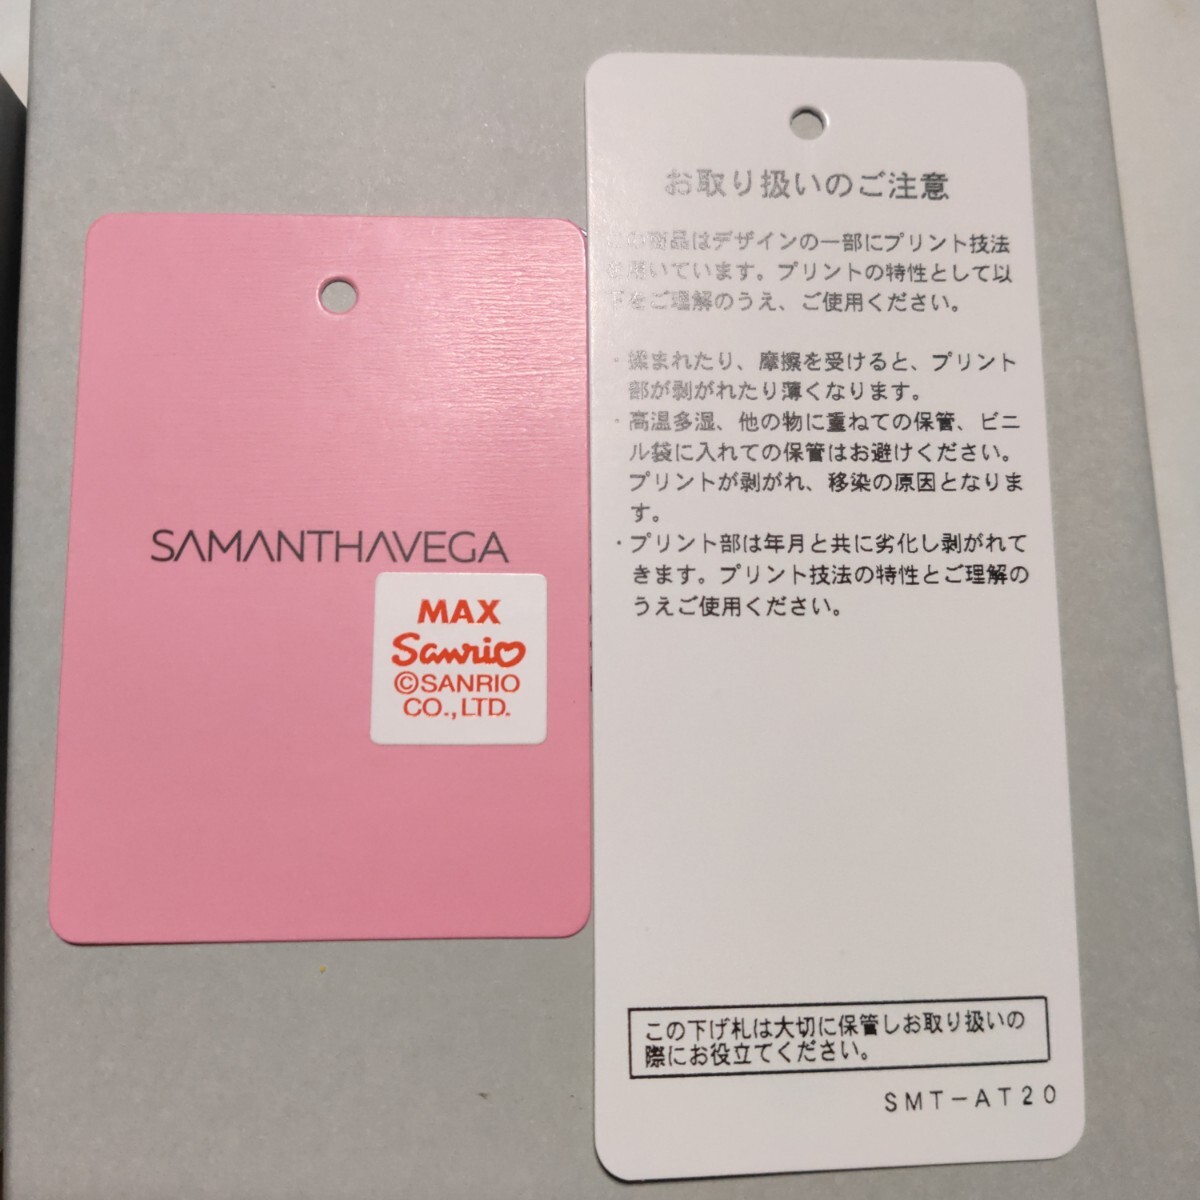 SAMANTHAVEGA
MAX
Sanrio
©SANRIO
CO.,LTD.
お取り扱いのご注意
この商品はデザインの一部にプリント技法
を用いています。プリントの特性として以
下をご理解のうえ、ご使用ください。
・揉まれたり、摩擦を受けると、プリント
部が剥がれたり薄くなります。
・高温多湿、他の物に重ねての保管、ビニ
ル袋に入れての保管はお避けください。
プリントが剥がれ、移染の原因となりま
す。
・プリント部は年月と共に劣化し剥がれて
きます。プリント技法の特性とご理解の
うえご使用ください。
この下げ札は大切に保管しお取り扱いの
際にお役立てください。
SMT-AT20